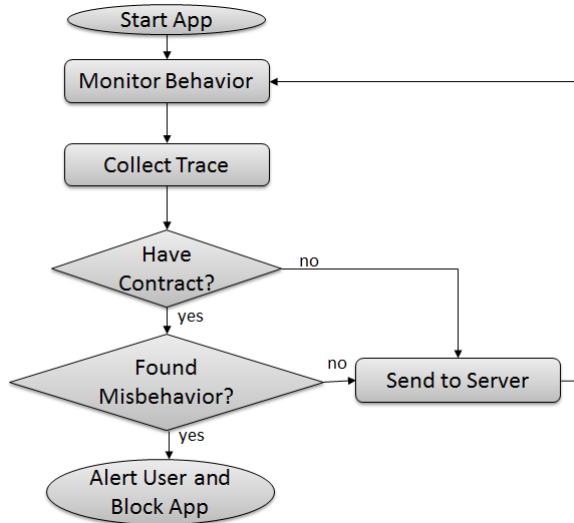 Start App
Monitor Behavior
Collect Trace
Have
Contract?
no
yes
Found
Misbehavior?
no
Send to Server
yes
Alert User and
Block App